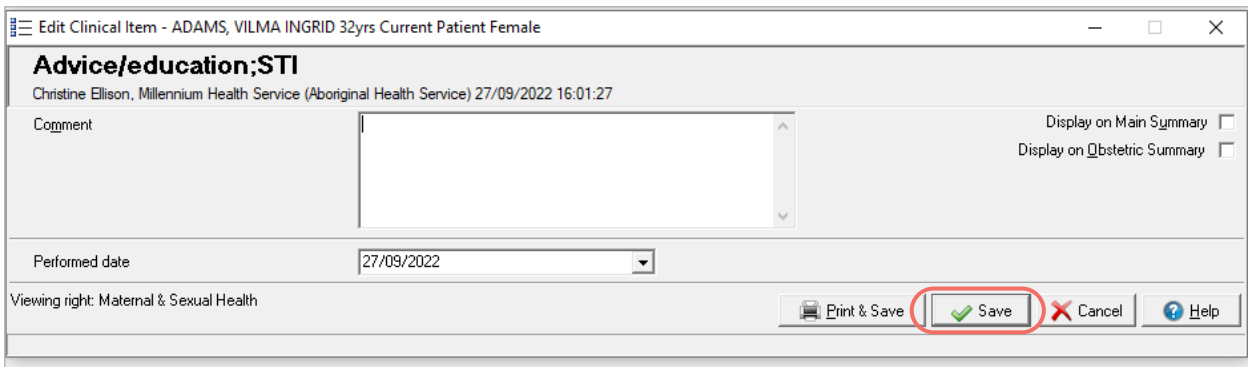 Edit Clinical Item - ADAMS, VILMA INGRID 32yrs Current Patient Female
Advice/education;STI
Christine Ellison, Millennium Health Service (Aboriginal Health Service) 27/09/2022 16:01:27
Comment
Display on Main Summary
Display on Obstetric Summary
Performed date 27/09/2022
Viewing right: Maternal & Sexual Health
Print & Save Save Cancel Help